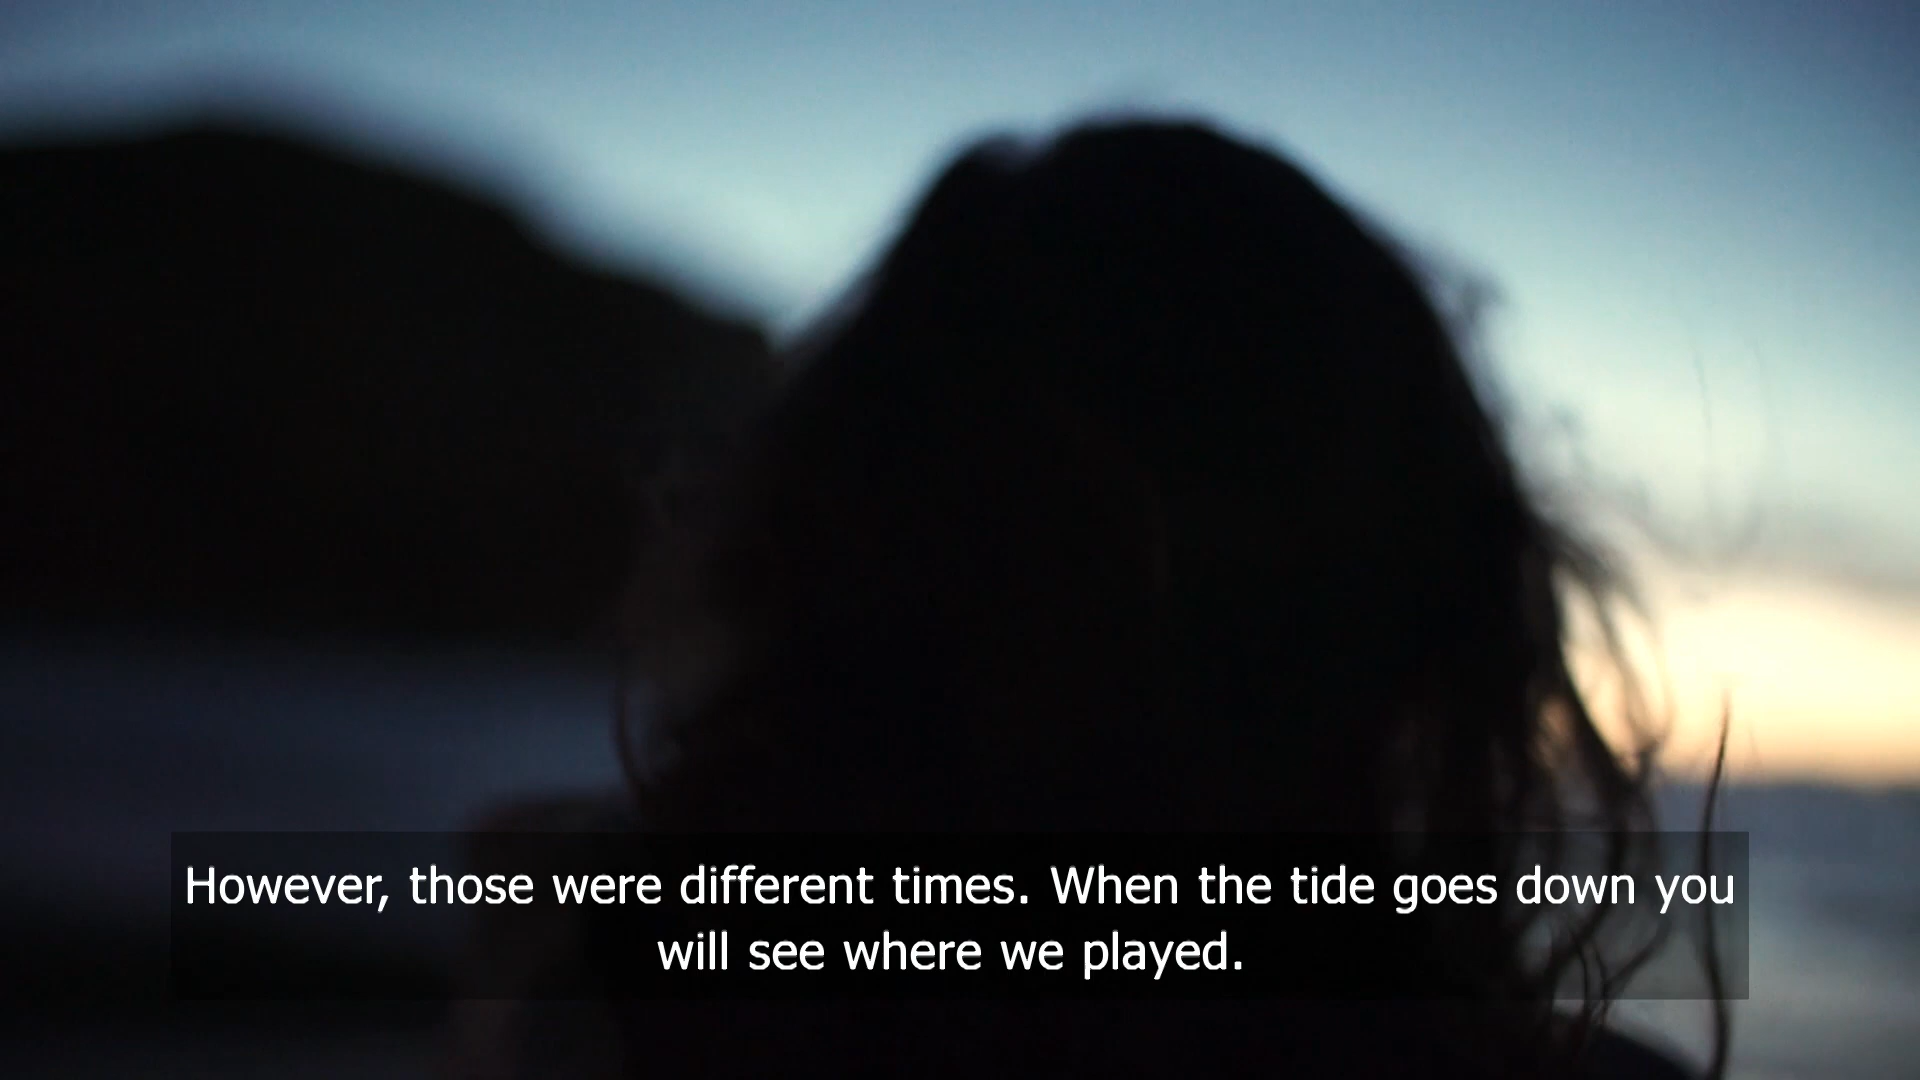 However, those were different times. When the tide goes down you
will see where we played.